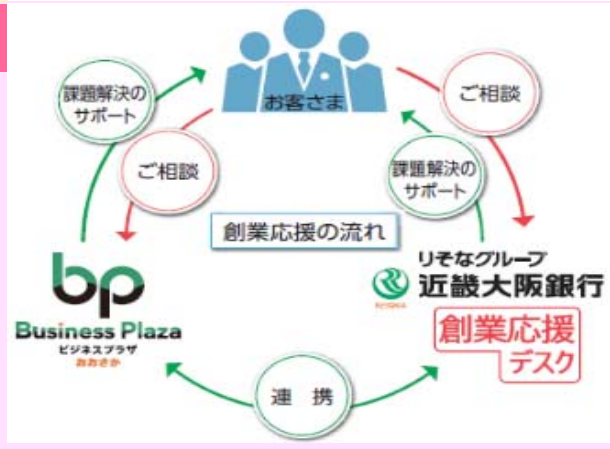 お客さま
課題解決の
サポート
ご相談
ご相談
課題解決の
サポート
創業応援の流れ
bp
Business Plaza
ビジネスプラザ
おおさか
りそなグループ
近畿大阪銀行
RESONA
創業応援
デスク
連 携